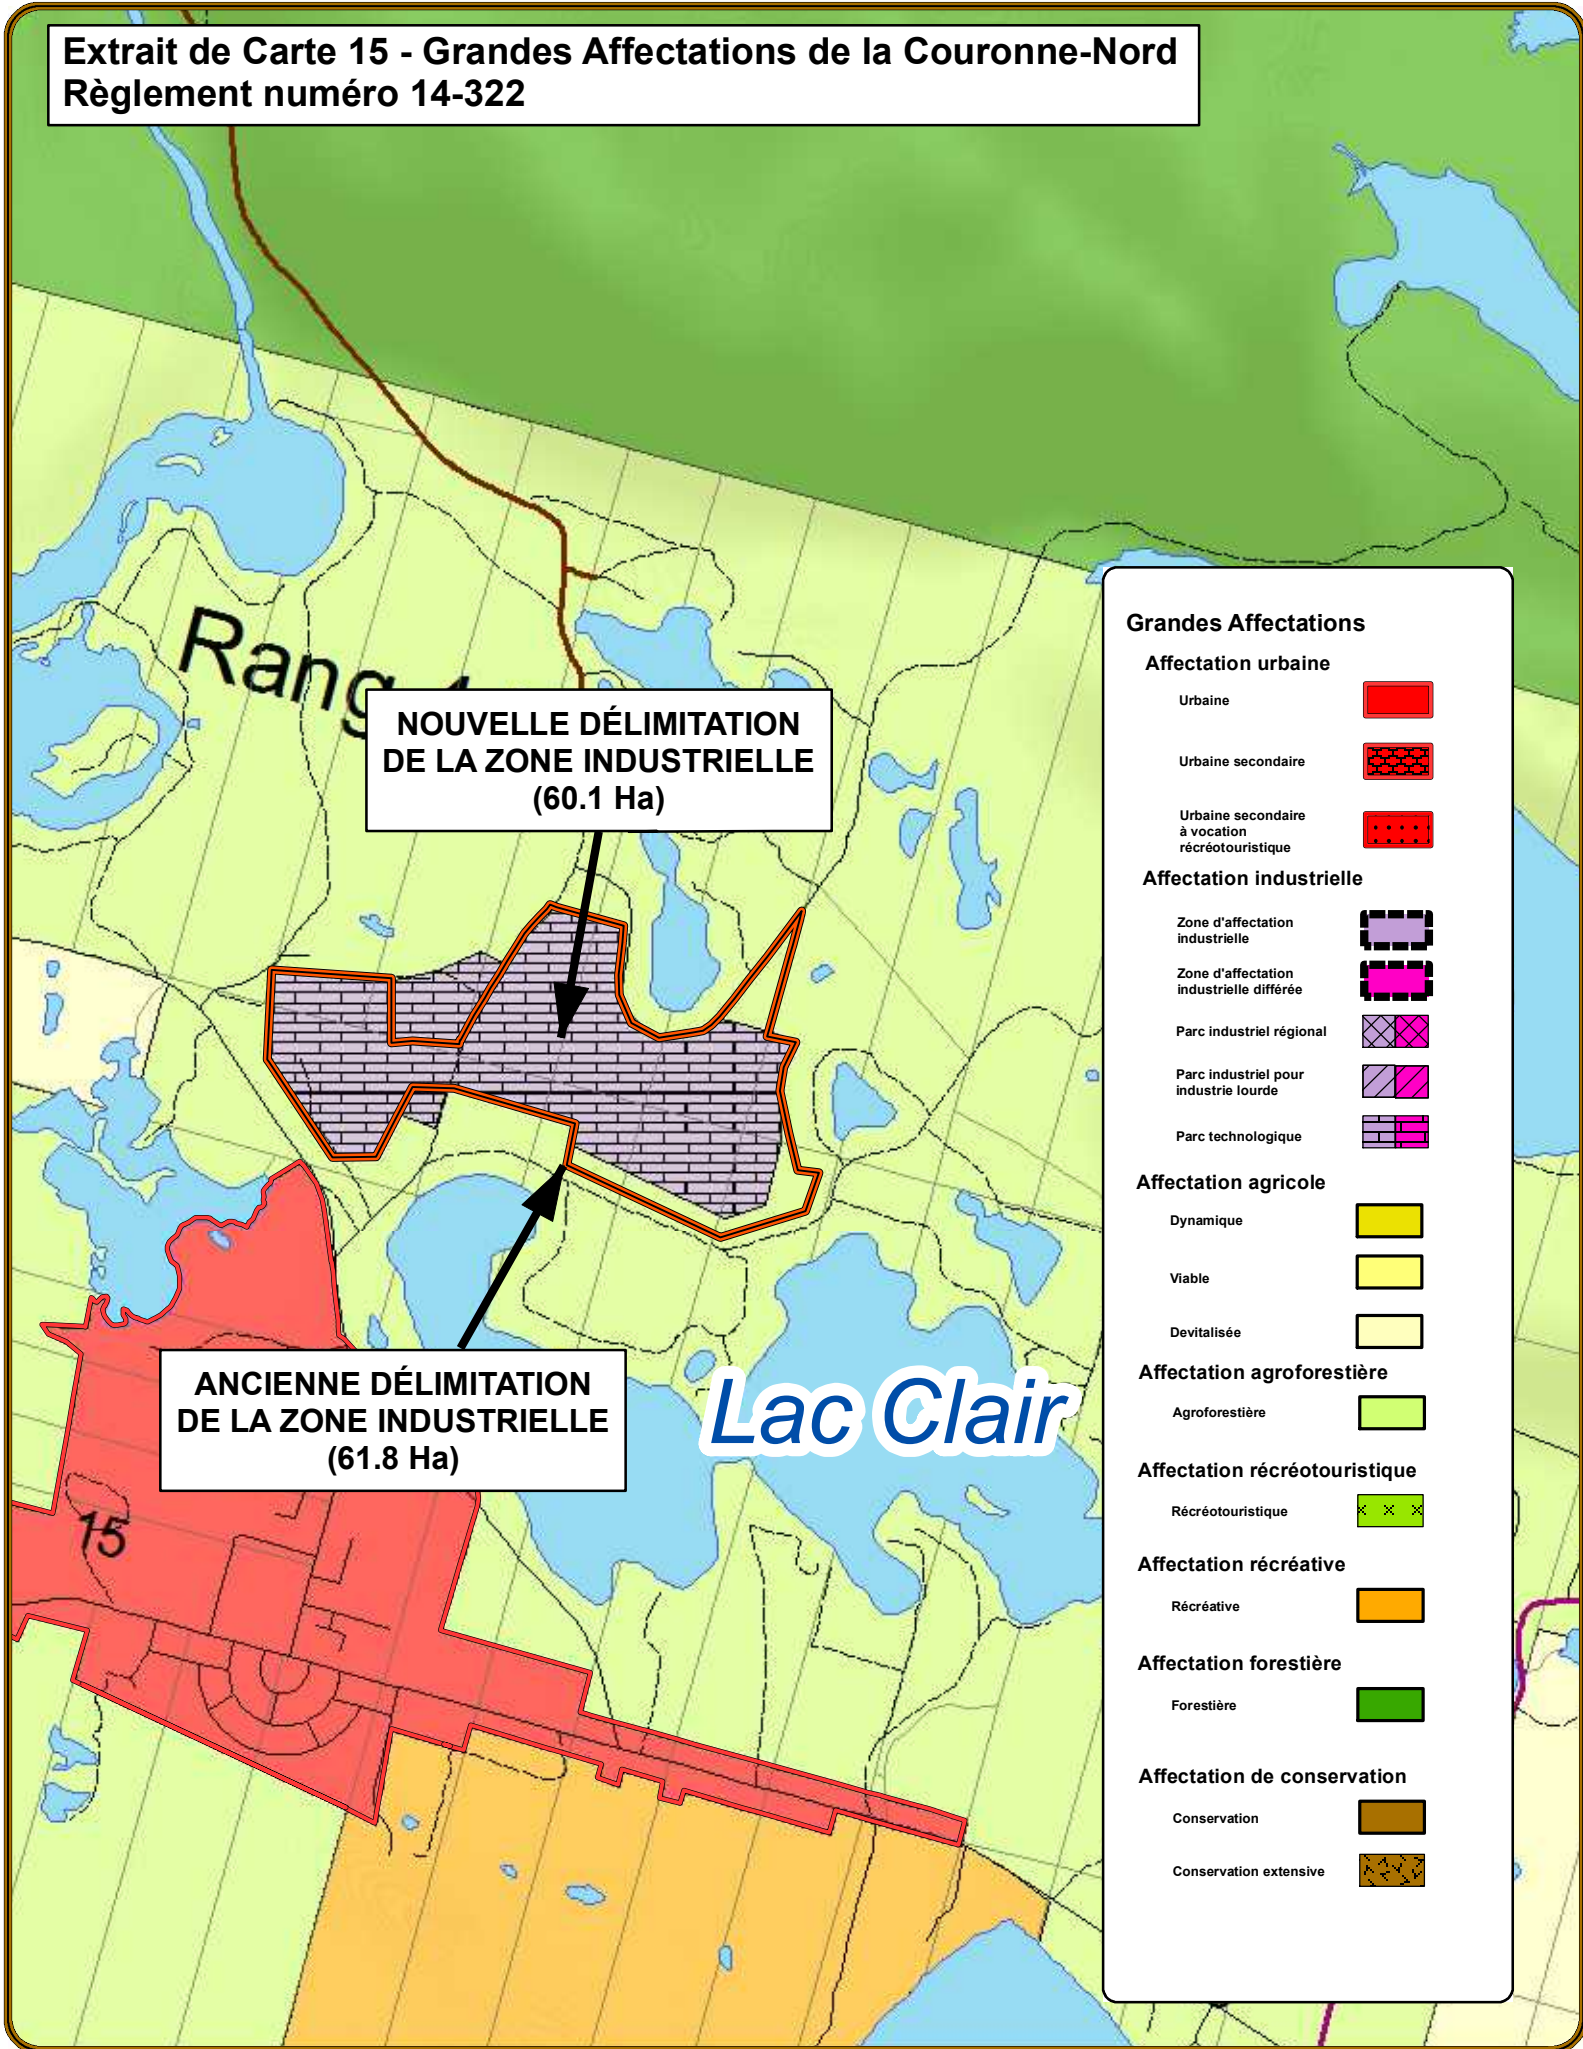 Extrait de Carte 15 - Grandes Affectations de la Couronne-Nord
Règlement numéro 14-322
Rang
NOUVELLE DÉLIMITATION
DE LA ZONE INDUSTRIELLE
(60.1 Ha)
ANCIENNE DÉLIMITATION
DE LA ZONE INDUSTRIELLE
(61.8 Ha)
Lac Clair
15
Grandes Affectations
Affectation urbaine
Urbaine
Urbaine secondaire
Urbaine secondaire
à vocation
récréotouristique
Affectation industrielle
Zone d'affectation
industrielle
Zone d'affectation
industrielle différée
Parc industriel régional
Parc industriel pour
industrie lourde
Parc technologique
Affectation agricole
Dynamique
Viable
Devitalisée
Affectation agroforestière
Agroforestière
Affectation récréotouristique
Récréotouristique
Affectation récréative
Récréative
Affectation forestière
Forestière
Affectation de conservation
Conservation
Conservation extensive